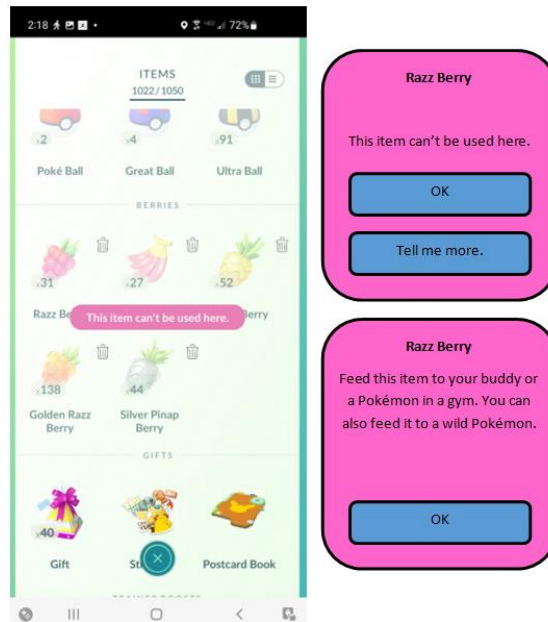 2:18
72%
ITEMS
1022/1050
x2
x4
x91
Poké Ball
Great Ball
Ultra Ball
BERRIES
x31
x27
x52
Razz Be
Berry
This item can't be used here.
x138
x44
Golden Razz
Berry
Silver Pinap
Berry
GIFTS
x40
Gift
St
Postcard Book
Razz Berry
This item can't be used here.
OK
Tell me more.
Razz Berry
Feed this item to your buddy or
a Pokémon in a gym. You can
also feed it to a wild Pokémon.
OK